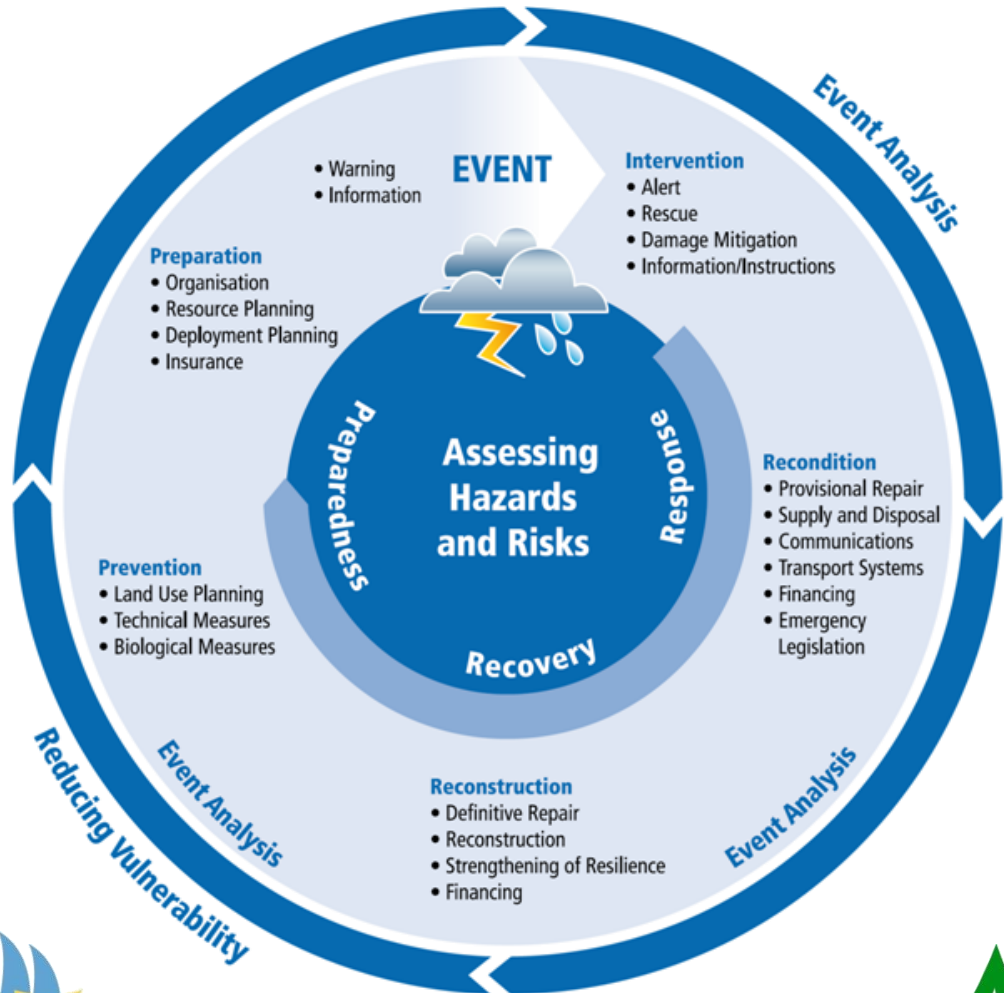 Event Analysis
EVENT
• Warning
• Information
Intervention
• Alert
• Rescue
• Damage Mitigation
• Information/Instructions
Preparation
• Organisation
• Resource Planning
• Deployment Planning
• Insurance
Preparedness
Assessing
Hazards
and Risks
Response
Recovery
Recondition
• Provisional Repair
• Supply and Disposal
• Communications
• Transport Systems
• Financing
• Emergency
Legislation
Prevention
• Land Use Planning
• Technical Measures
• Biological Measures
Reducing Vulnerability
Event Analysis
Reconstruction
• Definitive Repair
• Reconstruction
• Strengthening of Resilience
• Financing
Event Analysis